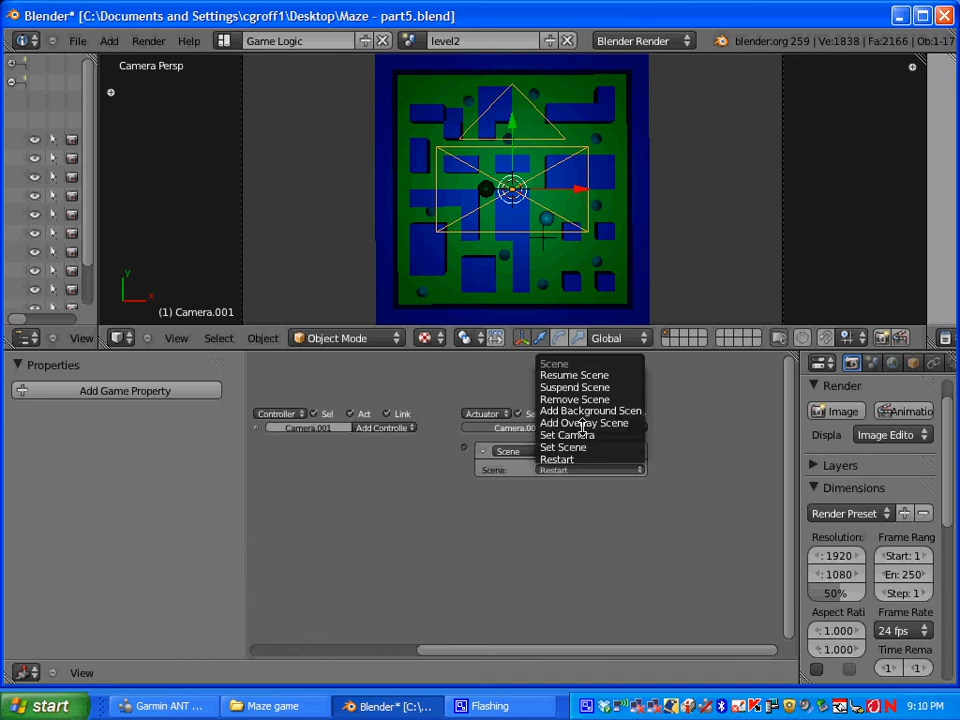 Blender* [C:\Documents and Settings\cgroff1\Desktop\Maze - part5.blend]
File Add Render Help Game Logic level2 Blender Render blender.org 259 | Ve:1838 | Fa:2166 | Ob:1-17
Camera Persp
y
x
(1) Camera.001
View View Select Object Object Mode Global
Properties
Add Game Property
Controller Sel Act Link
Camera.001 Add Controlle
Actuator Se
Camera.00
Scene
Scene: Restart
Scene
Resume Scene
Suspend Scene
Remove Scene
Add Background Scen
Add Overlay Scene
Set Camera
Set Scene
Restart
View
Render
Image Animatio
Displa Image Edito
Layers
Dimensions
Render Preset
Resolution: Frame Rang
: 1920 Start: 1
: 1080 En: 250
50% Step: 1
Aspect Rati Frame Rate
: 1.000 24 fps
: 1.000 Time Rema
1 1
start Garmin ANT ... Maze game Blender* [C:\... Flashing 9:10 PM